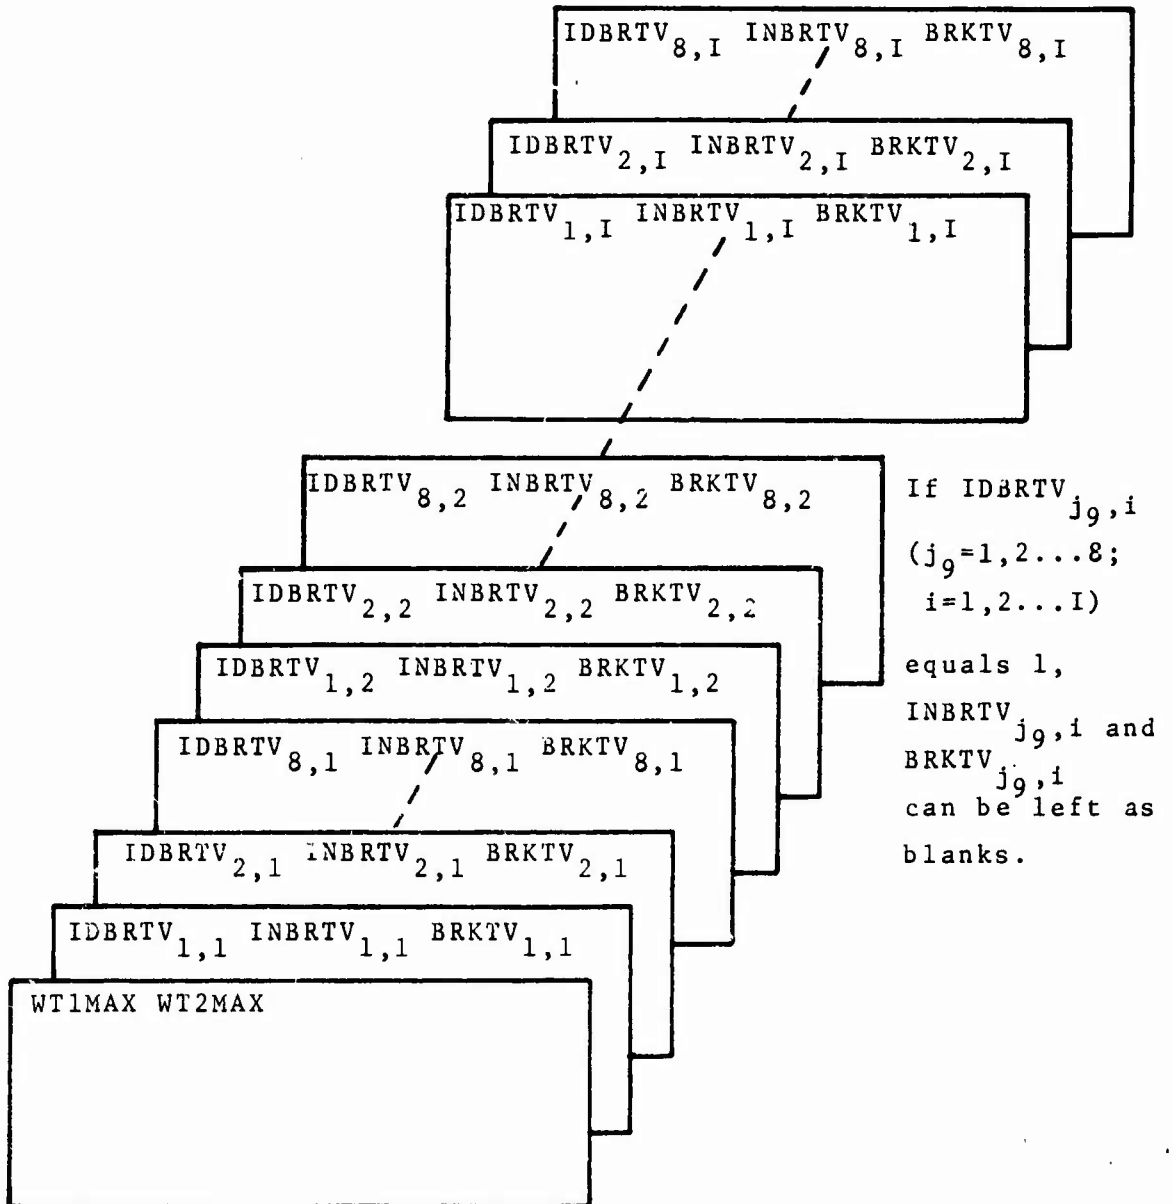 IDBRTV8,I INBRTV8,I BRKTV8,I
IDBRTV2,I INBRTV2,I BRKTV2,I
IDBRTV1,I INBRTV1,I BRKTV1,I
IDBRTV8,2 INBRTV8,2 BRKTV8,2
IDBRTV2,2 INBRTV2,2 BRKTV2,2
IDBRTV1,2 INBRTV1,2 BRKTV1,2
IDBRTV8,1 INBRTV8,1 BRKTV8,1
IDBRTV2,1 INBRTV2,1 BRKTV2,1
IDBRTV1,1 INBRTV1,1 BRKTV1,1
WT1MAX WT2MAX
If IDBRTVj9,i
(j9=1,2...8;
i=1,2...I)
equals 1,
INBRTVj9,i and
BRKTVj9,i
can be left as
blanks.